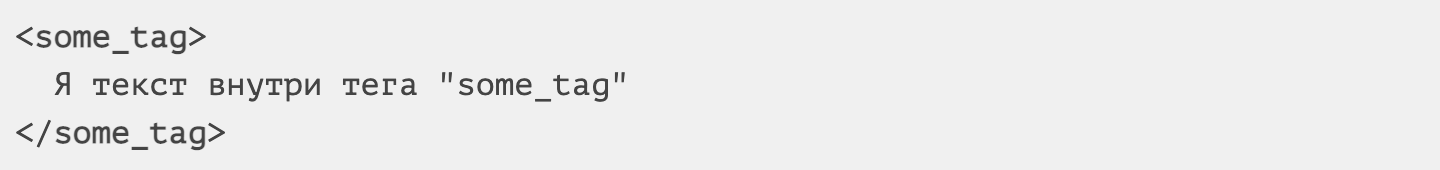 <some_tag>
Я текст внутри тега "some_tag"
</some_tag>